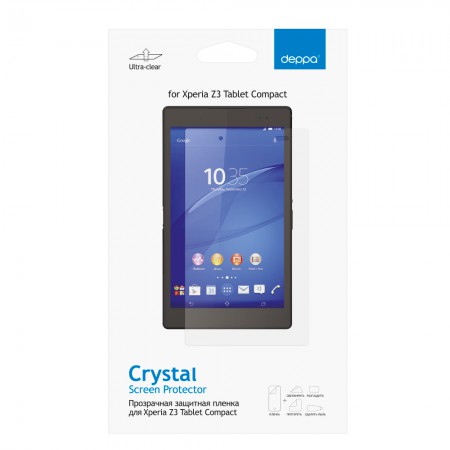 deppa®
Ultra-clear
for Xperia Z3 Tablet Compact
Google
10:35
Crystal
Screen Protector
Прозрачная защитная пленка
для Xperia Z3 Tablet Compact